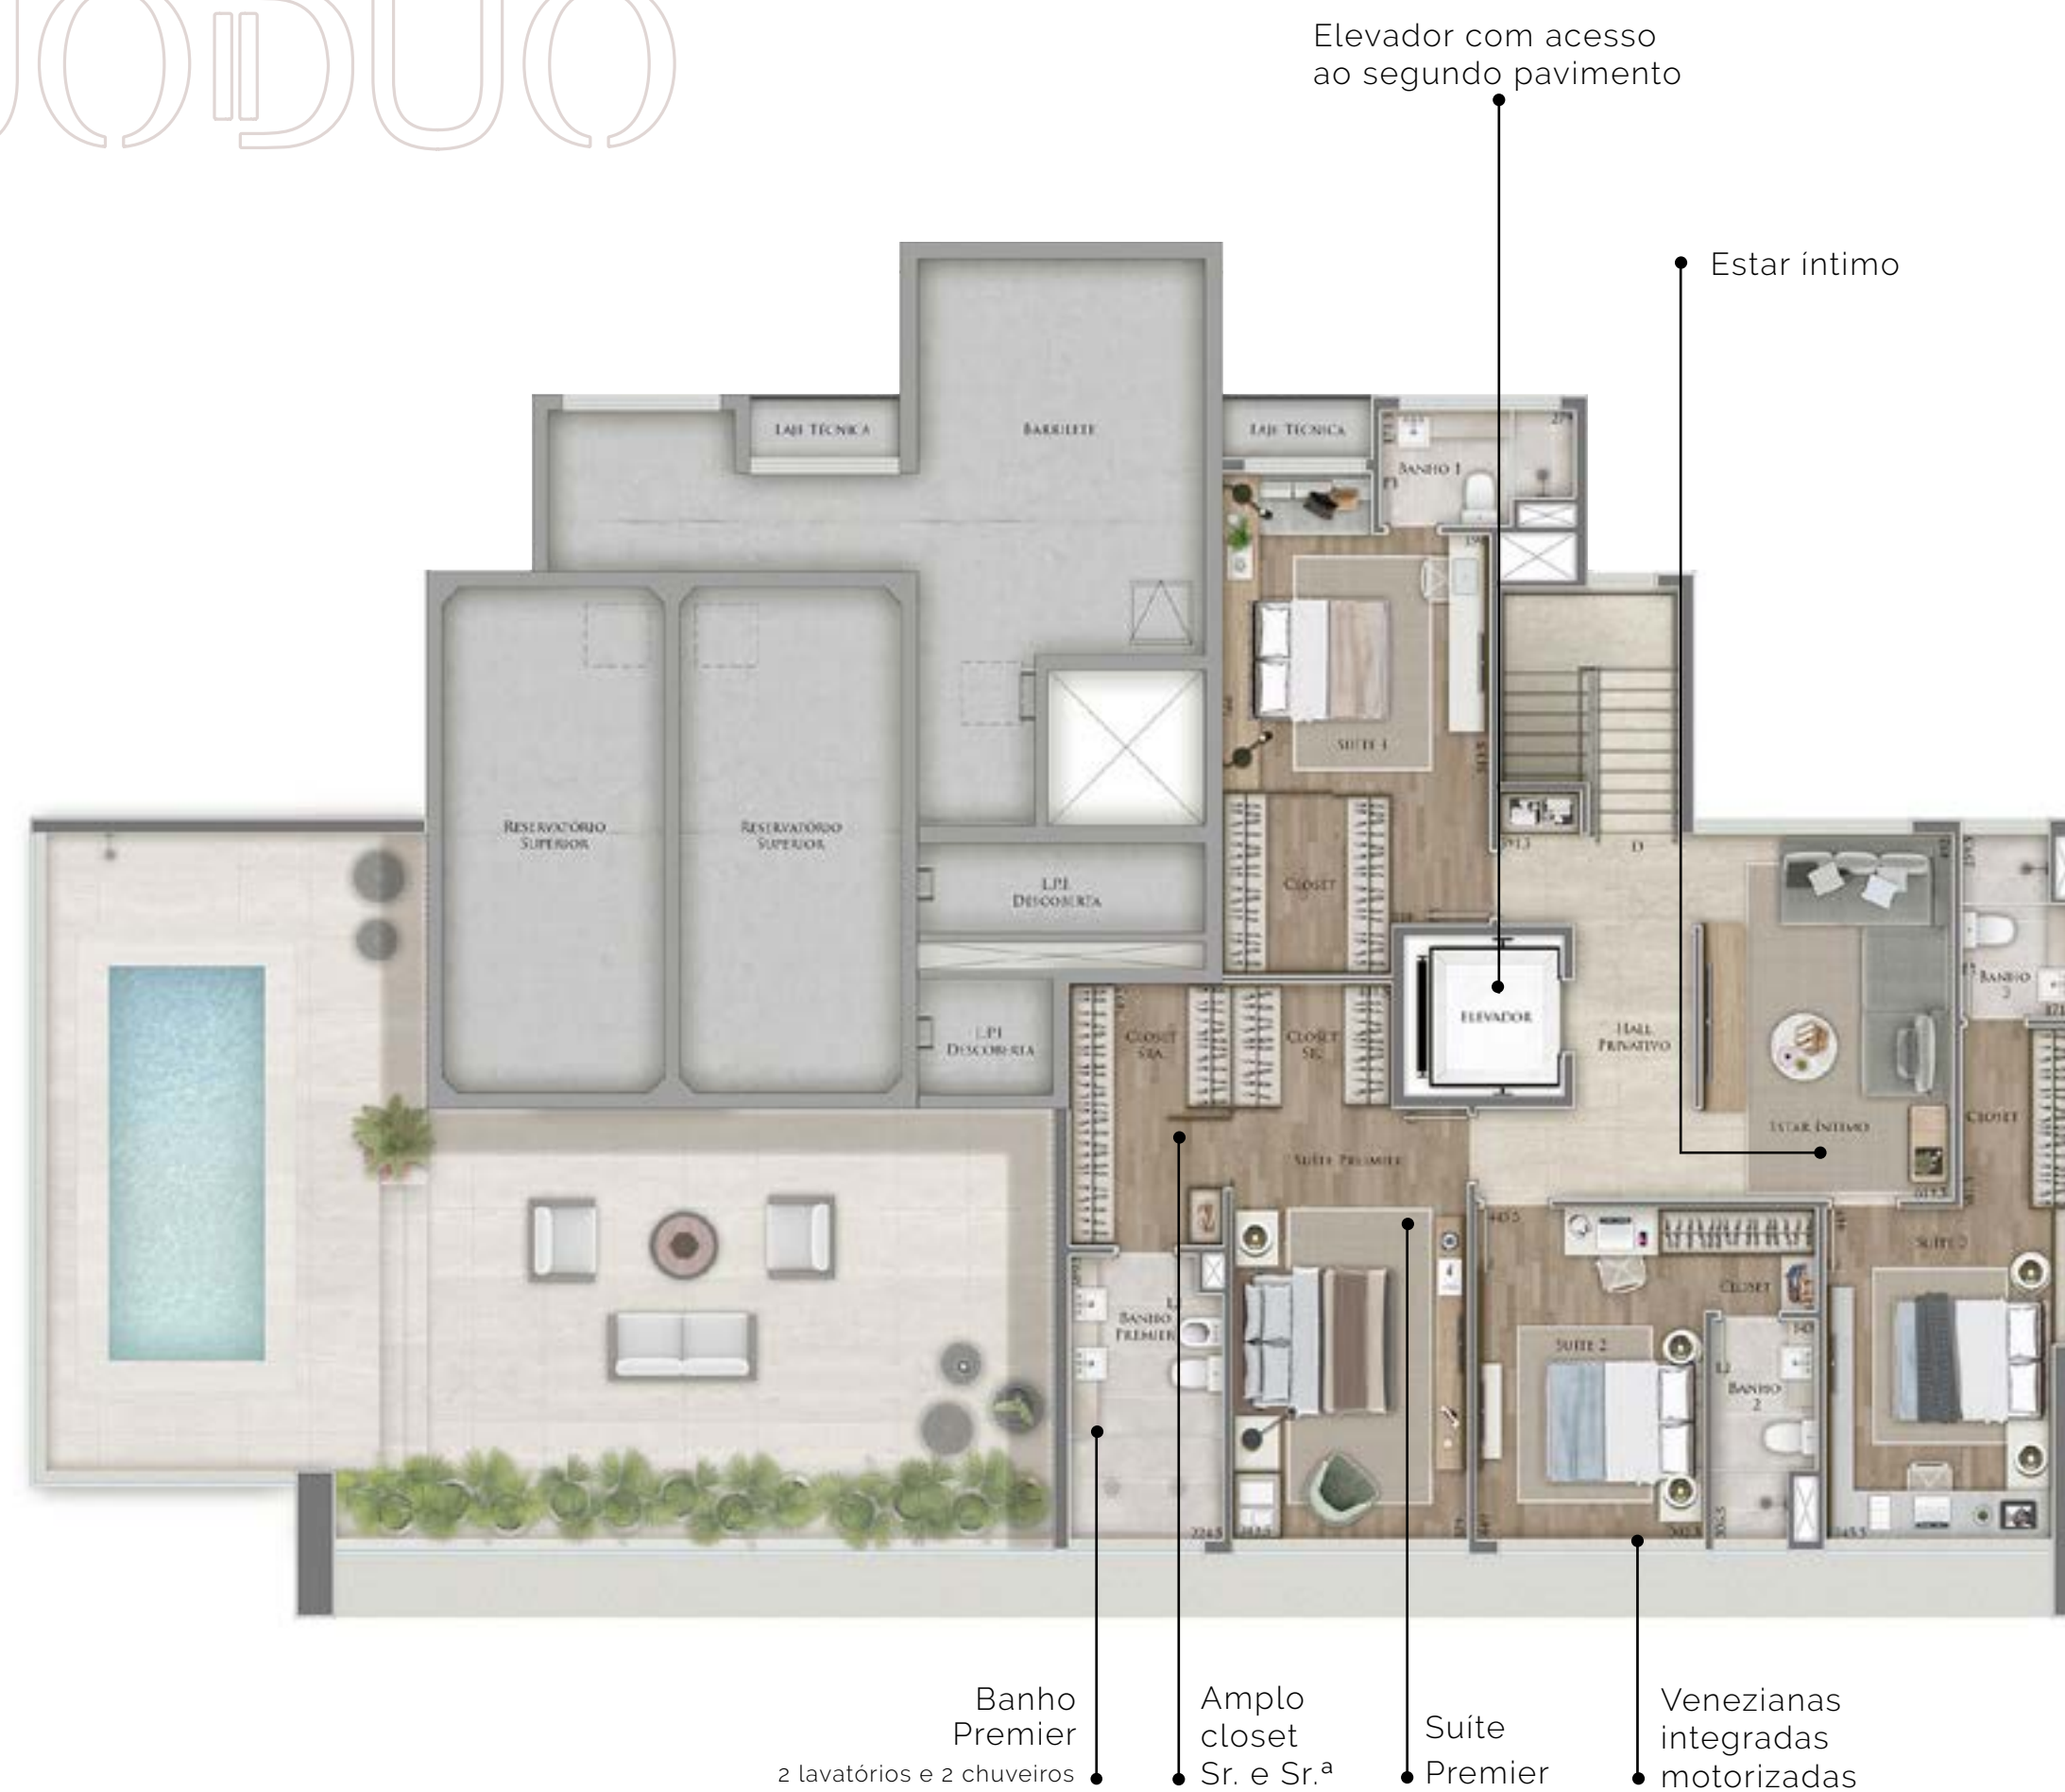 UODUO
Elevador com acesso
ao segundo pavimento
Estar íntimo
LAJE TÉCNICA
BARRILETE
LAJE TÉCNICA
BANHO 1
SUÍTE 1
RESERVATÓRIO
SUPERIOR
RESERVATÓRIO
SUPERIOR
L.P.I.
DESCOBERTA
CLOSET
D
BANHO
3
ELEVADOR
HALL
PRIVATIVO
L.P.I
DESCOBERTA
CLOSET
SRA.
CLOSET
SR.
CLOSET
ESTAR ÍNTIMO
SUÍTE PREMIER
SUÍTE 3
CLOSET
BANHO
PREMIER
SUÍTE 2
BANHO
2
224,5
Banho
Premier
2 lavatórios e 2 chuveiros
Amplo
closet
Sr. e Sr.ª
Suíte
Premier
Venezianas
integradas
motorizadas